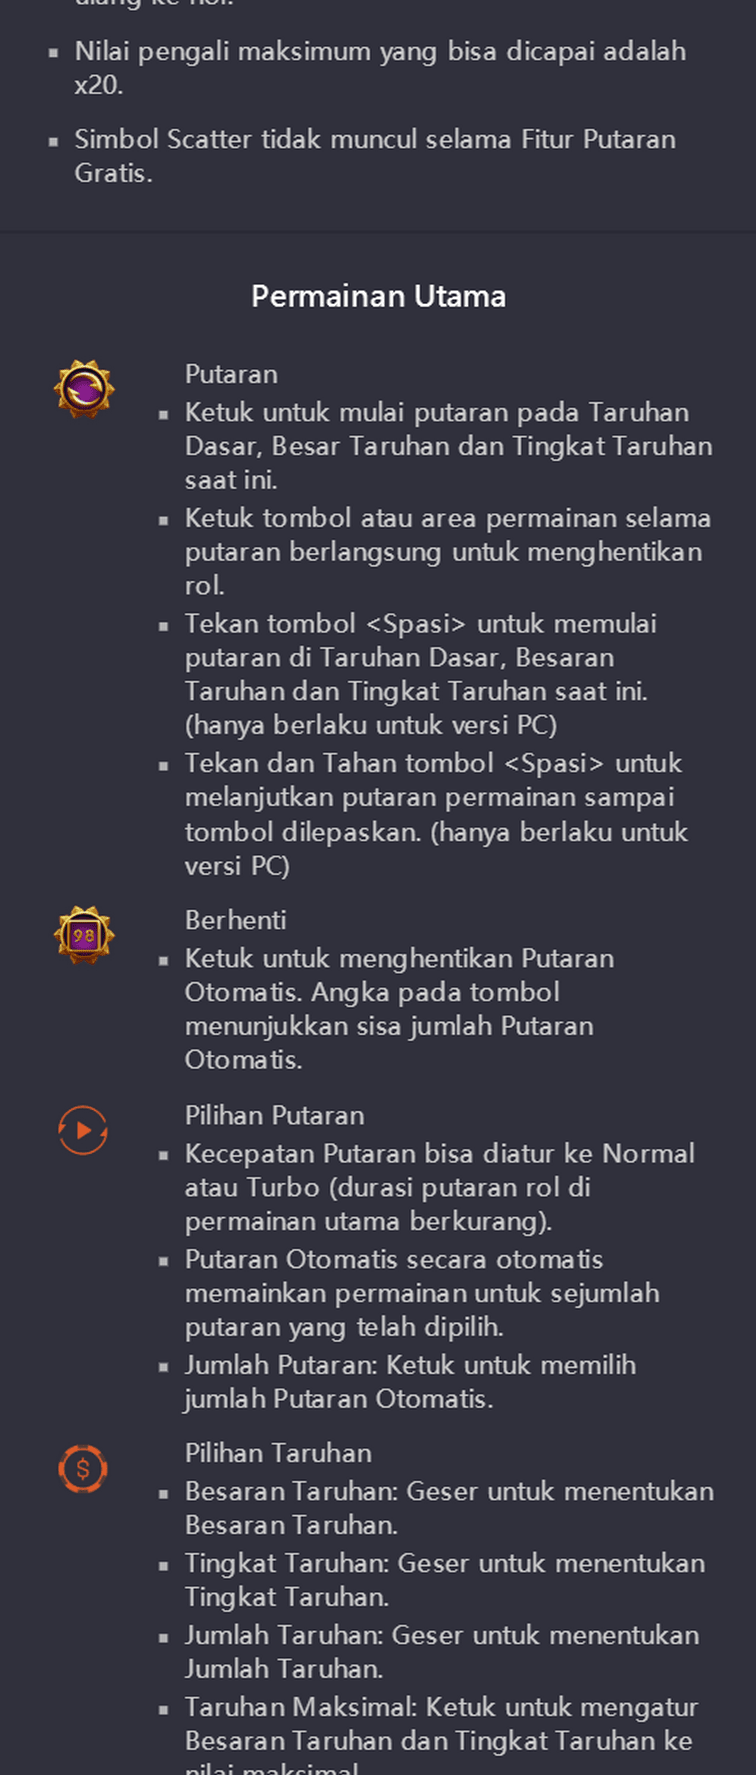 ulang ke nol.
Nilai pengali maksimum yang bisa dicapai adalah
x20.
Simbol Scatter tidak muncul selama Fitur Putaran
Gratis.
Permainan Utama
Putaran
Ketuk untuk mulai putaran pada Taruhan
Dasar, Besar Taruhan dan Tingkat Taruhan
saat ini.
Ketuk tombol atau area permainan selama
putaran berlangsung untuk menghentikan
rol.
Tekan tombol <Spasi> untuk memulai
putaran di Taruhan Dasar, Besaran
Taruhan dan Tingkat Taruhan saat ini.
(hanya berlaku untuk versi PC)
Tekan dan Tahan tombol <Spasi> untuk
melanjutkan putaran permainan sampai
tombol dilepaskan. (hanya berlaku untuk
versi PC)
98
Berhenti
Ketuk untuk menghentikan Putaran
Otomatis. Angka pada tombol
menunjukkan sisa jumlah Putaran
Otomatis.
Pilihan Putaran
Kecepatan Putaran bisa diatur ke Normal
atau Turbo (durasi putaran rol di
permainan utama berkurang).
Putaran Otomatis secara otomatis
memainkan permainan untuk sejumlah
putaran yang telah dipilih.
Jumlah Putaran: Ketuk untuk memilih
jumlah Putaran Otomatis.
$
Pilihan Taruhan
Besaran Taruhan: Geser untuk menentukan
Besaran Taruhan.
Tingkat Taruhan: Geser untuk menentukan
Tingkat Taruhan.
Jumlah Taruhan: Geser untuk menentukan
Jumlah Taruhan.
Taruhan Maksimal: Ketuk untuk mengatur
Besaran Taruhan dan Tingkat Taruhan ke
nilai maksimal